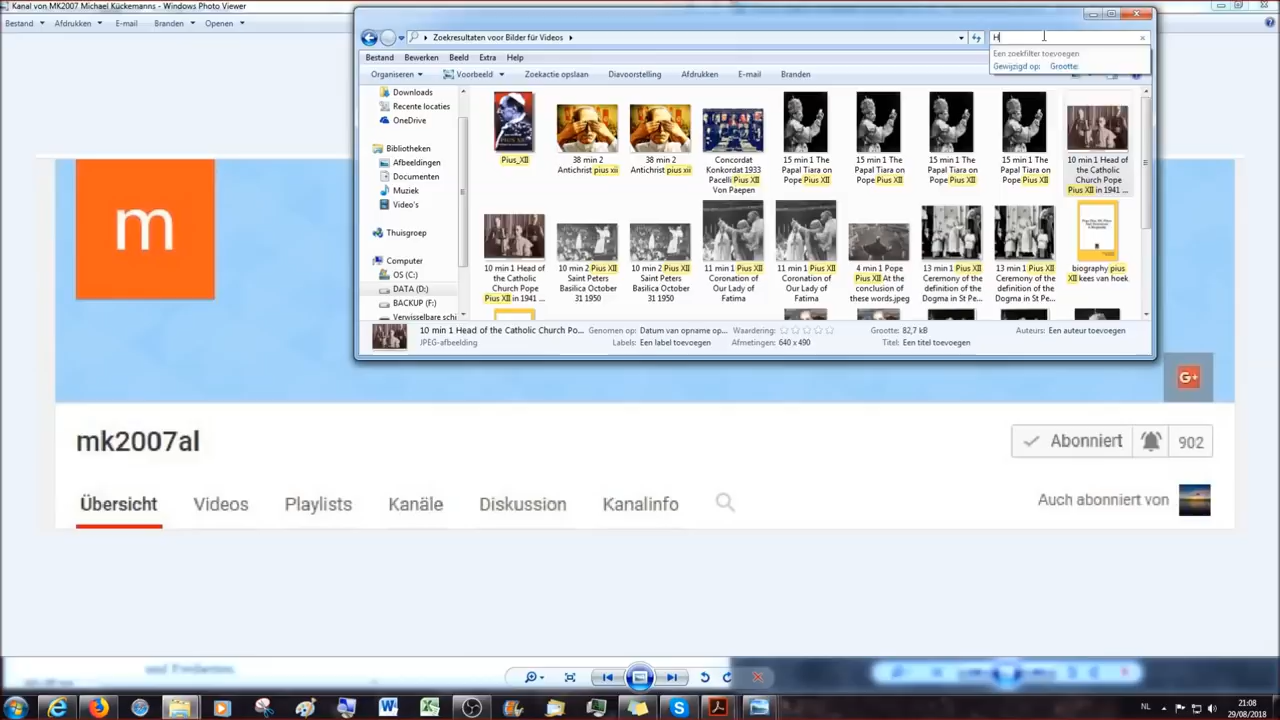 Kanal von MK2007 Michael Kückemanns - Windows Photo Viewer
Bestand Afdrukken E-mail Branden Openen
Zoekresultaten voor Bilder für Videos
H
Een zoekfilter toevoegen
Gewijzigd op: Grootte:
Bestand Bewerken Beeld Extra Help
Organiseren Voorbeeld Zoekactie opslaan Diavoorstelling Afdrukken E-mail Branden
Downloads
Recente locaties
OneDrive
Bibliotheken
Afbeeldingen
Documenten
Muziek
Video's
Thuisgroep
Computer
OS (C:)
DATA (D:)
BACKUP (F:)
Verwisselbare schi
PIUS XII
Pius_XII
38 min 2
Antichrist pius xii
38 min 2
Antichrist pius xii
Concordat
Konkordat 1933
Pacelli Pius XII
Von Paepen
15 min 1 The
Papal Tiara on
Pope Pius XII
15 min 1 The
Papal Tiara on
Pope Pius XII
15 min 1 The
Papal Tiara on
Pope Pius XII
15 min 1 The
Papal Tiara on
Pope Pius XII
10 min 1 Head of
the Catholic
Church Pope
Pius XII in 1941 ...
10 min 1 Head of
the Catholic
Church Pope
Pius XII in 1941 ...
10 min 2 Pius XII
Saint Peters
Basilica October
31 1950
10 min 2 Pius XII
Saint Peters
Basilica October
31 1950
11 min 1 Pius XII
Coronation of
Our Lady of
Fatima
11 min 1 Pius XII
Coronation of
Our Lady of
Fatima
4 min 1 Pope
Pius XII At the
conclusion of
these words.jpeg
13 min 1 Pius XII
Ceremony of the
definition of the
Dogma in St Pe...
13 min 1 Pius XII
Ceremony of the
definition of the
Dogma in St Pe...
biography pius
XII kees van hoek
10 min 1 Head of the Catholic Church Po... Genomen op: Datum van opname op... Waardering: Grootte: 82,7 kB Auteurs: Een auteur toevoegen
JPEG-afbeelding Labels: Een label toevoegen Afmetingen: 640 x 490 Titel: Een titel toevoegen
m
G+
mk2007al
Abonniert 902
Übersicht Videos Playlists Kanäle Diskussion Kanalinfo
Auch abonniert von
NL 21:08
29/08/2018